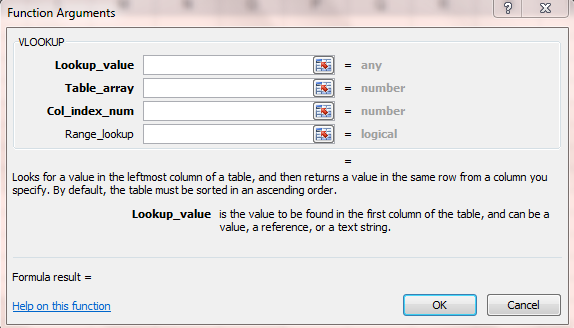 Function Arguments
VLOOKUP
Lookup_value = any
Table_array = number
Col_index_num = number
Range_lookup = logical
=
Looks for a value in the leftmost column of a table, and then returns a value in the same row from a column you
specify. By default, the table must be sorted in an ascending order.
Lookup_value is the value to be found in the first column of the table, and can be a
value, a reference, or a text string.
Formula result =
Help on this function
OK Cancel